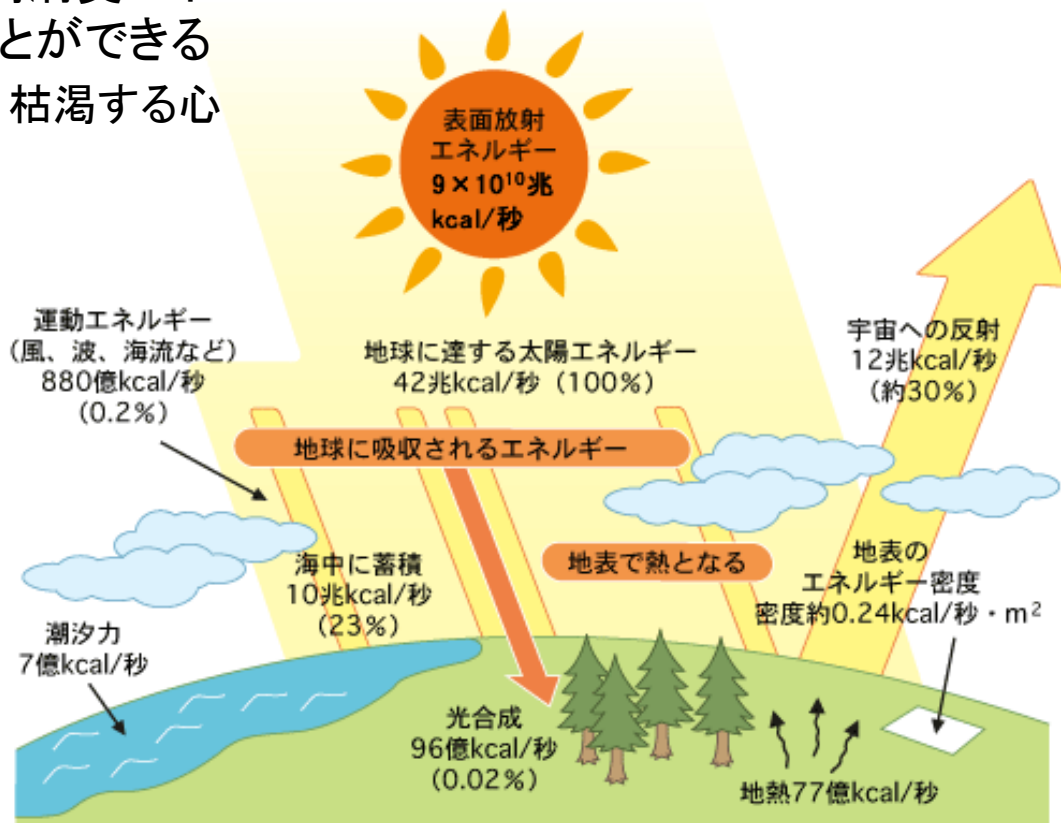 とができる
枯渇する心
表面放射
エネルギー
9×10¹⁰兆
kcal/秒
運動エネルギー
(風、波、海流など)
880億kcal/秒
(0.2%)
地球に達する太陽エネルギー
42兆kcal/秒(100%)
宇宙への反射
12兆kcal/秒
(約30%)
地球に吸収されるエネルギー
海中に蓄積
10兆kcal/秒
(23%)
地表で熱となる
地表の
エネルギー密度
密度約0.24kcal/秒・m²
潮汐力
7億kcal/秒
光合成
96億kcal/秒
(0.02%)
地熱77億kcal/秒